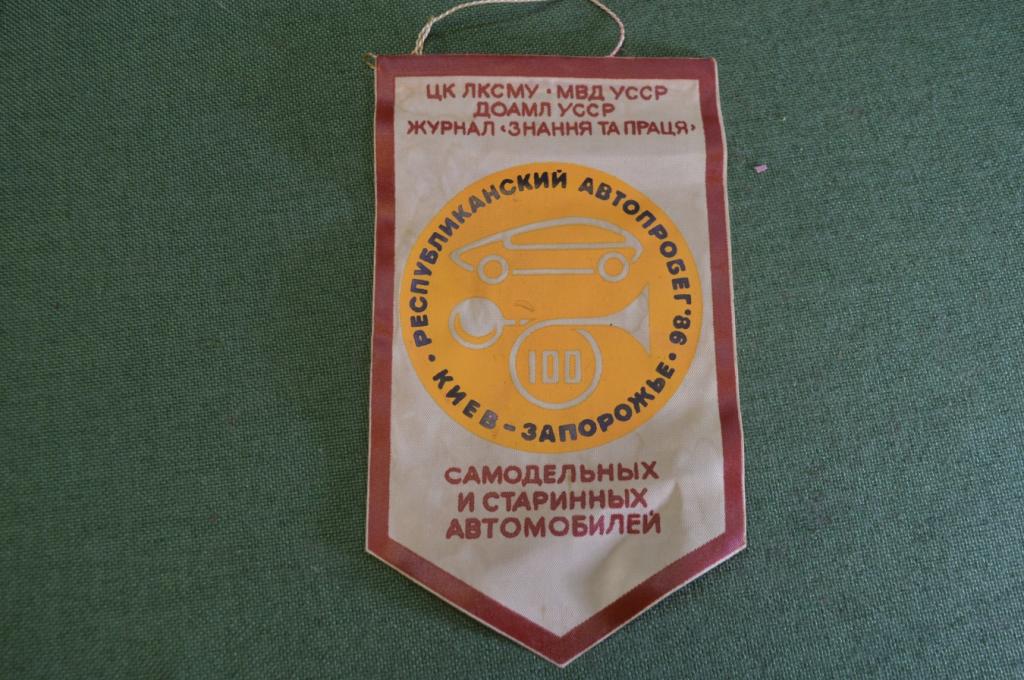 ЦК ЛКСМУ · МВД УССР
ДОАМЛ УССР
ЖУРНАЛ «ЗНАННЯ ТА ПРАЦЯ»
РЕСПУБЛИКАНСКИЙ АВТОПРОБЕГ'86
100
· КИЕВ-ЗАПОРОЖЬЕ ·
САМОДЕЛЬНЫХ
И СТАРИННЫХ
АВТОМОБИЛЕЙ